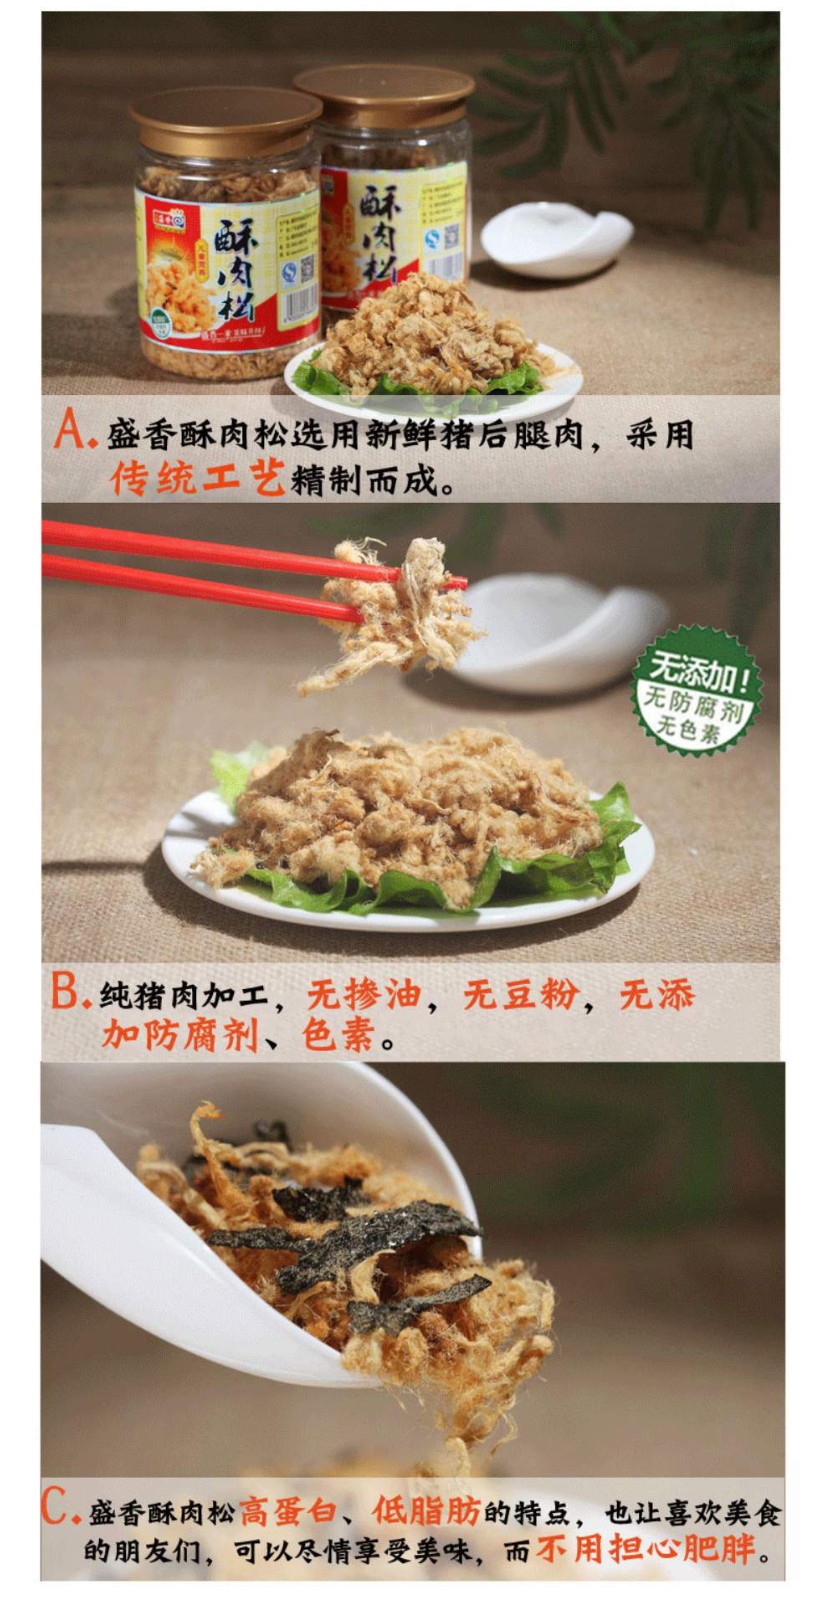 酥肉松
酥肉松
A.盛香酥肉松选用新鲜猪后腿肉，采用
传统工艺精制而成。
无添加！
无防腐剂
无色素
B.纯猪肉加工，无掺油，无豆粉，无添
加防腐剂、色素。
C.盛香酥肉松高蛋白、低脂肪的特点，也让喜欢美食
的朋友们，可以尽情享受美味，而不用担心肥胖。